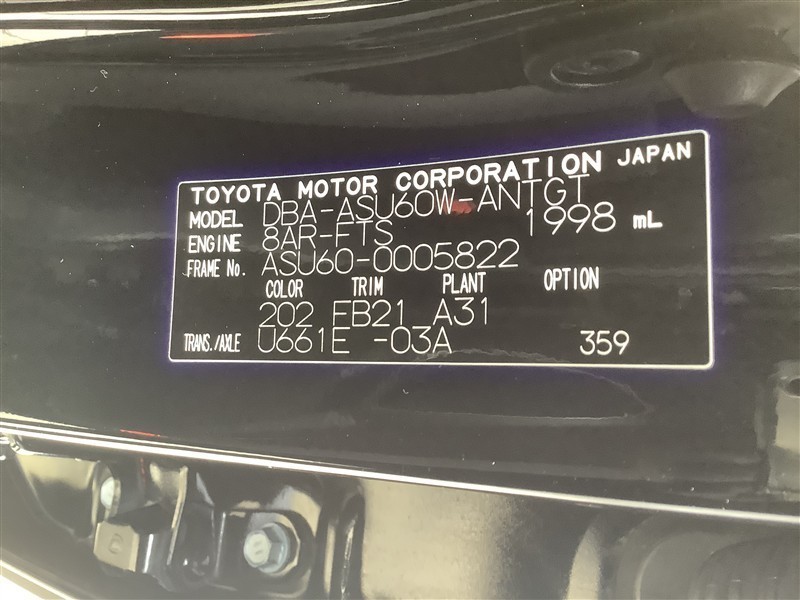 TOYOTA MOTOR CORPORATION JAPAN
MODEL DBA-ASU60W-ANTGT
ENGINE 8AR-FTS 1998 mL
FRAME No. ASU60-0005822
COLOR TRIM PLANT OPTION
202 FB21 A31
TRANS./AXLE U661E -03A 359